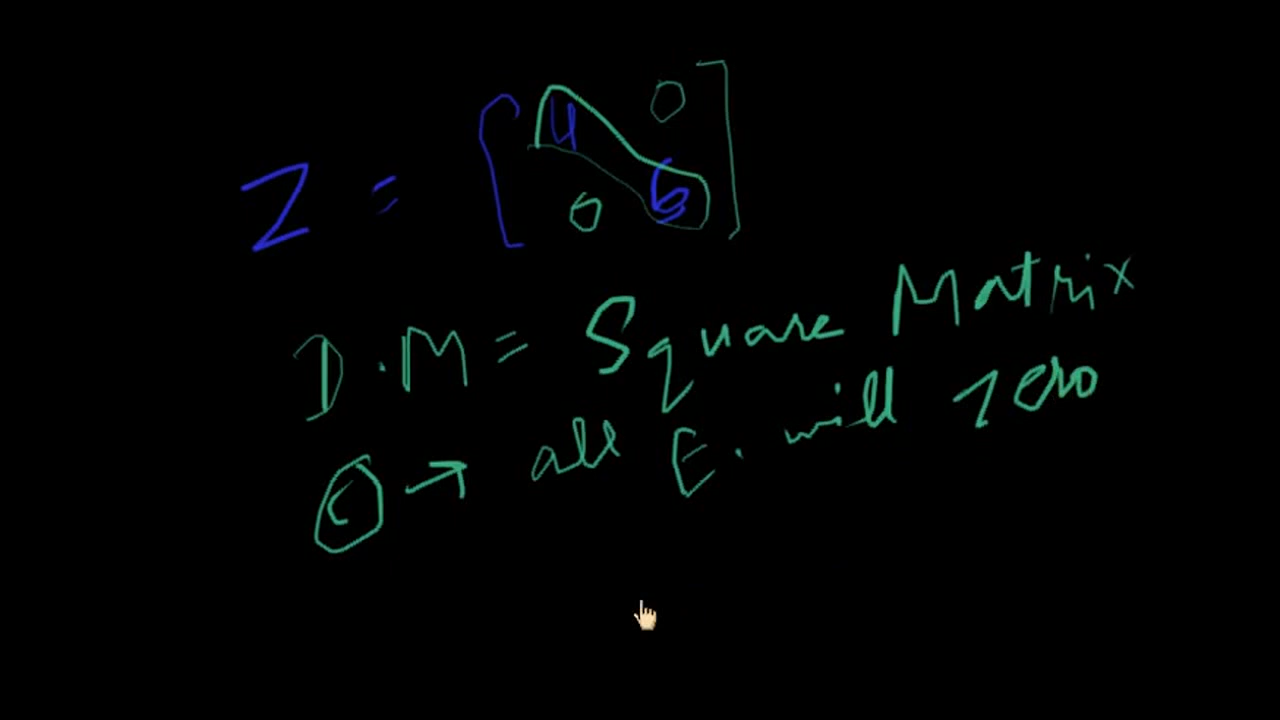 Z = [ 4 0
0 6 ]
D.M = Square Matrix
C → all E. will zero